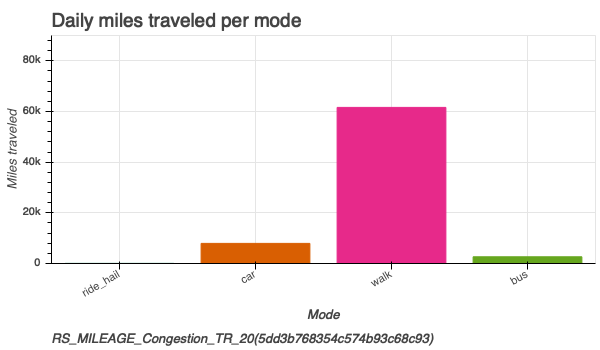 Daily miles traveled per mode
80k
60k
40k
20k
0
Miles traveled
ride_hail
car
walk
bus
Mode
RS_MILEAGE_Congestion_TR_20(5dd3b768354c574b93c68c93)